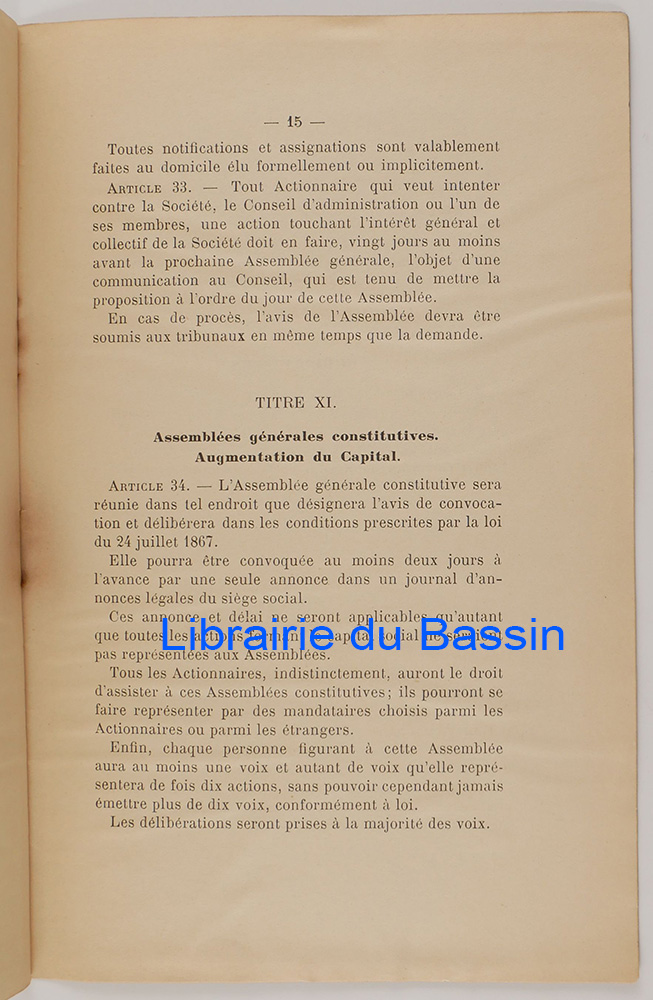 — 15 —
Toutes notifications et assignations sont valablement
faites au domicile élu formellement ou implicitement.
ARTICLE 33. — Tout Actionnaire qui veut intenter
contre la Société, le Conseil d'administration ou l'un de
ses membres, une action touchant l'intérêt général et
collectif de la Société doit en faire, vingt jours au moins
avant la prochaine Assemblée générale, l'objet d'une
communication au Conseil, qui est tenu de mettre la
proposition à l'ordre du jour de cette Assemblée.
En cas de procès, l'avis de l'Assemblée devra être
soumis aux tribunaux en même temps que la demande.
TITRE XI.
Assemblées générales constitutives.
Augmentation du Capital.
ARTICLE 34. — L'Assemblée générale constitutive sera
réunie dans tel endroit que désignera l'avis de convoca-
tion et délibérera dans les conditions prescrites par la loi
du 24 juillet 1867.
Elle pourra être convoquée au moins deux jours à
l'avance par une seule annonce dans un journal d'an-
nonces légales du siège social.
Ces annonce et délai ne seront applicables qu'autant
que toutes les actions formant le capital social ne seraient
Librairie du Bassin
pas représentées aux Assemblées.
Tous les Actionnaires, indistinctement, auront le droit
d'assister à ces Assemblées constitutives; ils pourront se
faire représenter par des mandataires choisis parmi les
Actionnaires ou parmi les étrangers.
Enfin, chaque personne figurant à cette Assemblée
aura au moins une voix et autant de voix qu'elle repré-
sentera de fois dix actions, sans pouvoir cependant jamais
émettre plus de dix voix, conformément à loi.
Les délibérations seront prises à la majorité des voix.